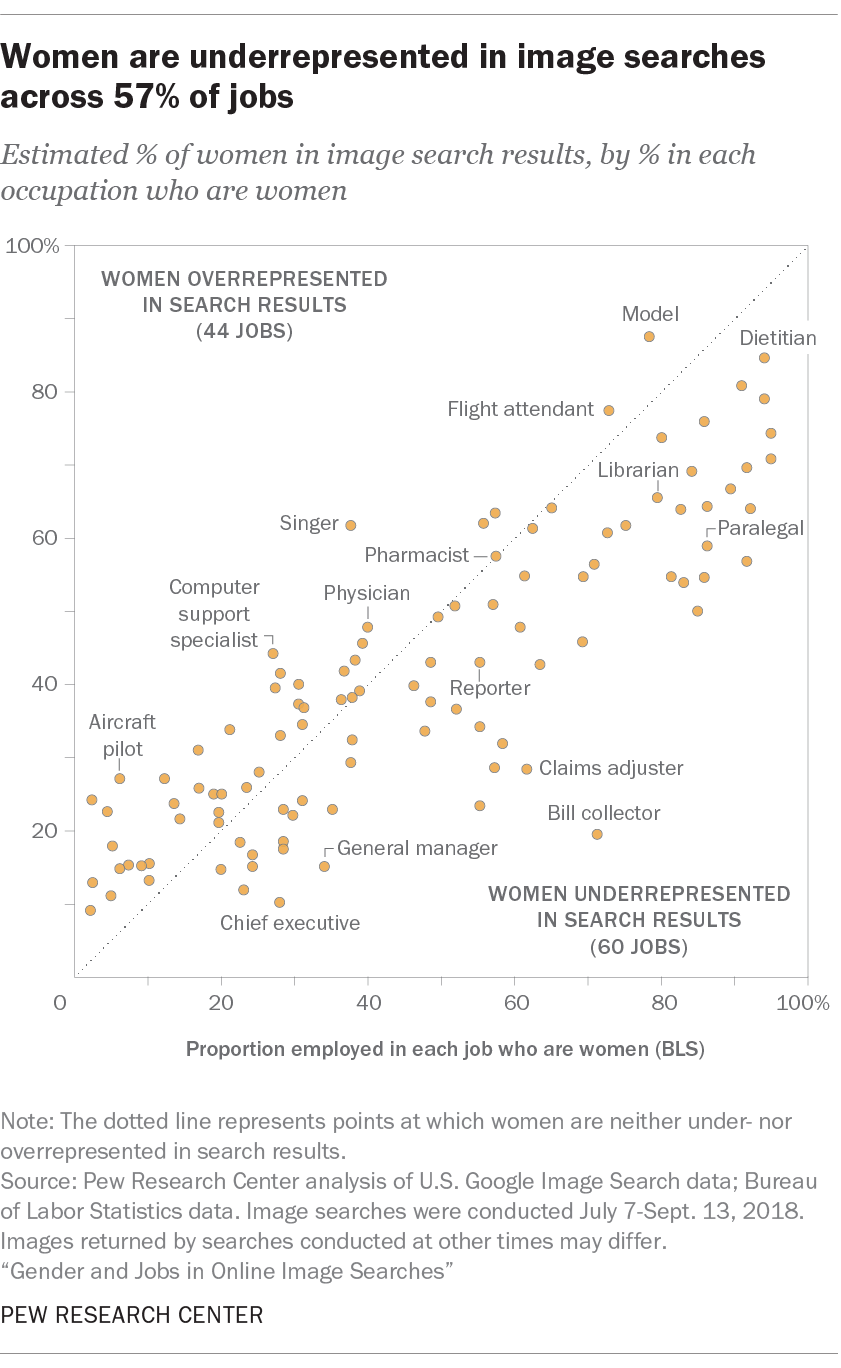 Women are underrepresented in image searches
across 57% of jobs
Estimated % of women in image search results, by % in each
occupation who are women
100%
WOMEN OVERREPRESENTED
IN SEARCH RESULTS
(44 JOBS)
Model
Dietitian
80
Flight attendant
Librarian
Singer
60
Paralegal
Pharmacist
Computer
support
specialist
Physician
40
Reporter
Aircraft
pilot
Claims adjuster
Bill collector
20
General manager
WOMEN UNDERREPRESENTED
IN SEARCH RESULTS
(60 JOBS)
Chief executive
0
20
40
60
80
100%
Proportion employed in each job who are women (BLS)
Note: The dotted line represents points at which women are neither under- nor
overrepresented in search results.
Source: Pew Research Center analysis of U.S. Google Image Search data; Bureau
of Labor Statistics data. Image searches were conducted July 7-Sept. 13, 2018.
Images returned by searches conducted at other times may differ.
“Gender and Jobs in Online Image Searches”
PEW RESEARCH CENTER